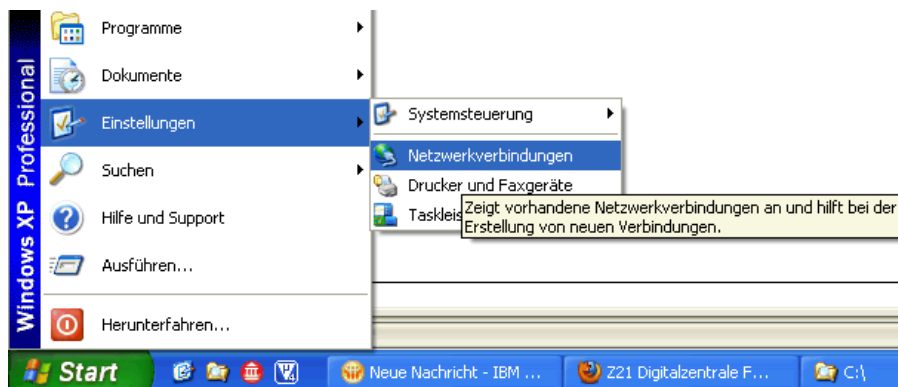 Windows XP Professional
Programme
Dokumente
Einstellungen
Suchen
Hilfe und Support
Ausführen...
Herunterfahren...
Systemsteuerung
Netzwerkverbindungen
Drucker und Faxgeräte
Taskleis
Zeigt vorhandene Netzwerkverbindungen an und hilft bei der
Erstellung von neuen Verbindungen.
Start
Neue Nachricht - IBM ...
Z21 Digitalzentrale F...
C:\